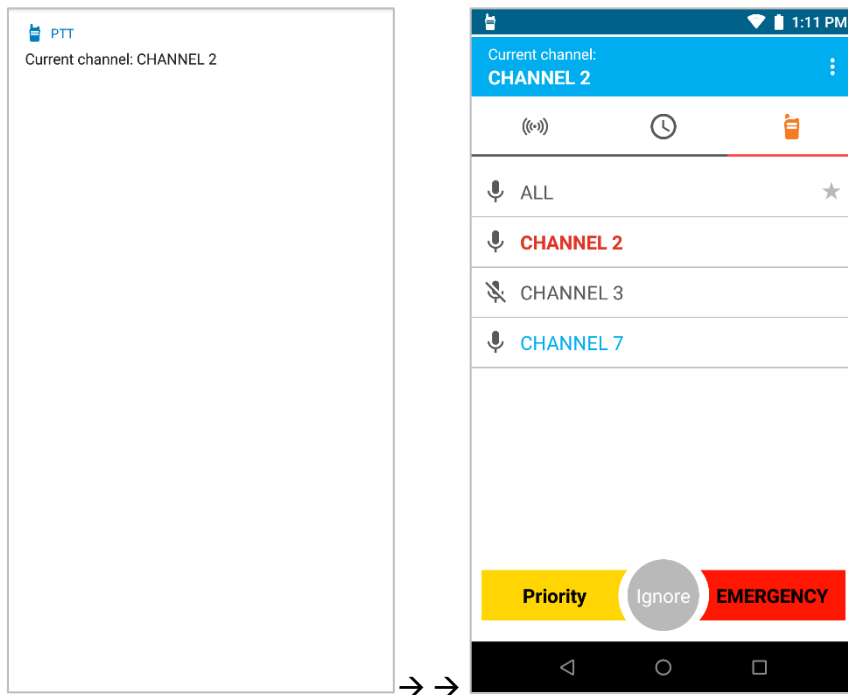 PTT
Current channel: CHANNEL 2
→ →
1:11 PM
Current channel:
CHANNEL 2
ALL
CHANNEL 2
CHANNEL 3
CHANNEL 7
Priority
Ignore
EMERGENCY